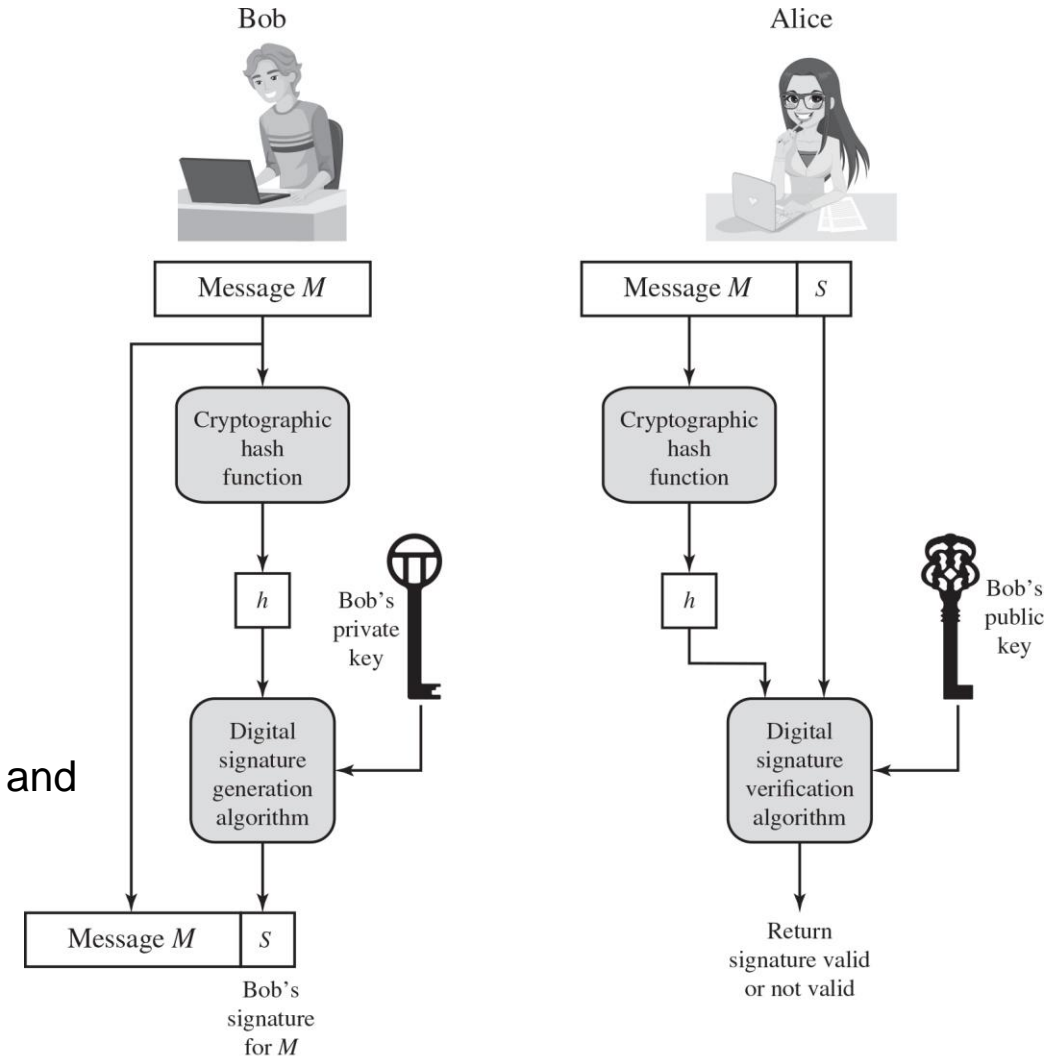 Bob
Message M
Cryptographic
hash
function
h
Bob's
private
key
Digital
signature
generation
algorithm
and
Message M
S
Bob's
signature
for M
Alice
Message M
S
Cryptographic
hash
function
h
Bob's
public
key
Digital
signature
verification
algorithm
Return
signature valid
or not valid